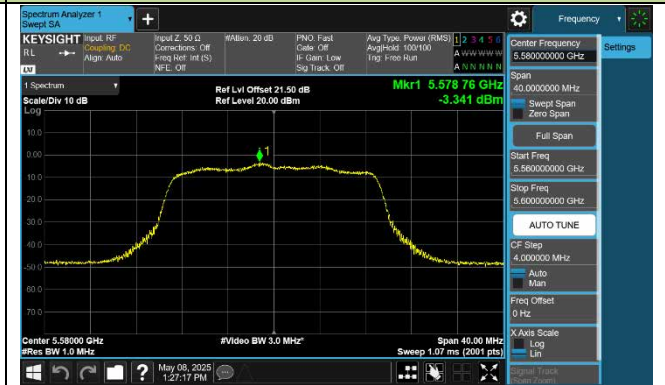 Spectrum Analyzer 1
Swept SA
Frequency
KEYSIGHT
RL
LXI
Input: RF
Coupling: DC
Align: Auto
Input Z: 50 Ω
Corrections: Off
Freq Ref: Int (S)
NFE: Off
#Atten: 20 dB
PNO: Fast
Gate: Off
IF Gain: Low
Sig Track: Off
Avg Type: Power (RMS)
Avg|Hold: 100/100
Trig: Free Run
1 2 3 4 5 6
A W W W W W
A N N N N N
1 Spectrum
Scale/Div 10 dB
Log
Ref Lvl Offset 21.50 dB
Ref Level 20.00 dBm
Mkr1 5.578 76 GHz
-3.341 dBm
10.0
0.00
1
-10.0
-20.0
-30.0
-40.0
-50.0
-60.0
-70.0
Center 5.58000 GHz
#Res BW 1.0 MHz
#Video BW 3.0 MHz*
Span 40.00 MHz
Sweep 1.07 ms (2001 pts)
?
May 08, 2025
1:27:17 PM
Center Frequency
5.580000000 GHz
Settings
Span
40.0000000 MHz
Swept Span
Zero Span
Full Span
Start Freq
5.560000000 GHz
Stop Freq
5.600000000 GHz
AUTO TUNE
CF Step
4.000000 MHz
Auto
Man
Freq Offset
0 Hz
X Axis Scale
Log
Lin
Signal Track
(Span Zoom)